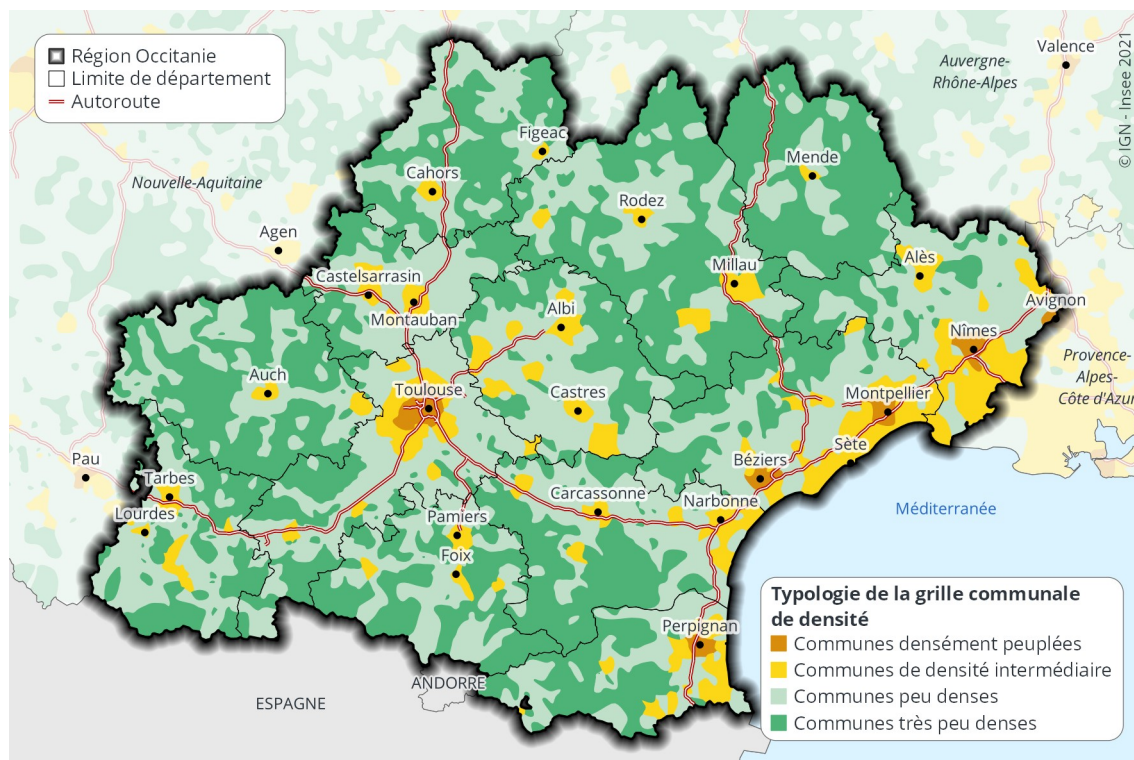 Région Occitanie
Limite de département
Autoroute
Valence
Auvergne-
Rhône-Alpes
© IGN - Insee 2021
Figeac
Mende
Cahors
Nouvelle-Aquitaine
Rodez
Agen
Alès
Millau
Castelsarrasin
Avignon
Albi
Montauban
Nîmes
Provence-
Alpes-
Côte d'Azur
Auch
Toulouse
Castres
Montpellier
Sète
Pau
Béziers
Tarbes
Carcassonne
Narbonne
Lourdes
Pamiers
Méditerranée
Foix
Typologie de la grille communale
de densité
Perpignan
Communes densément peuplées
Communes de densité intermédiaire
ANDORRE
Communes peu denses
ESPAGNE
Communes très peu denses